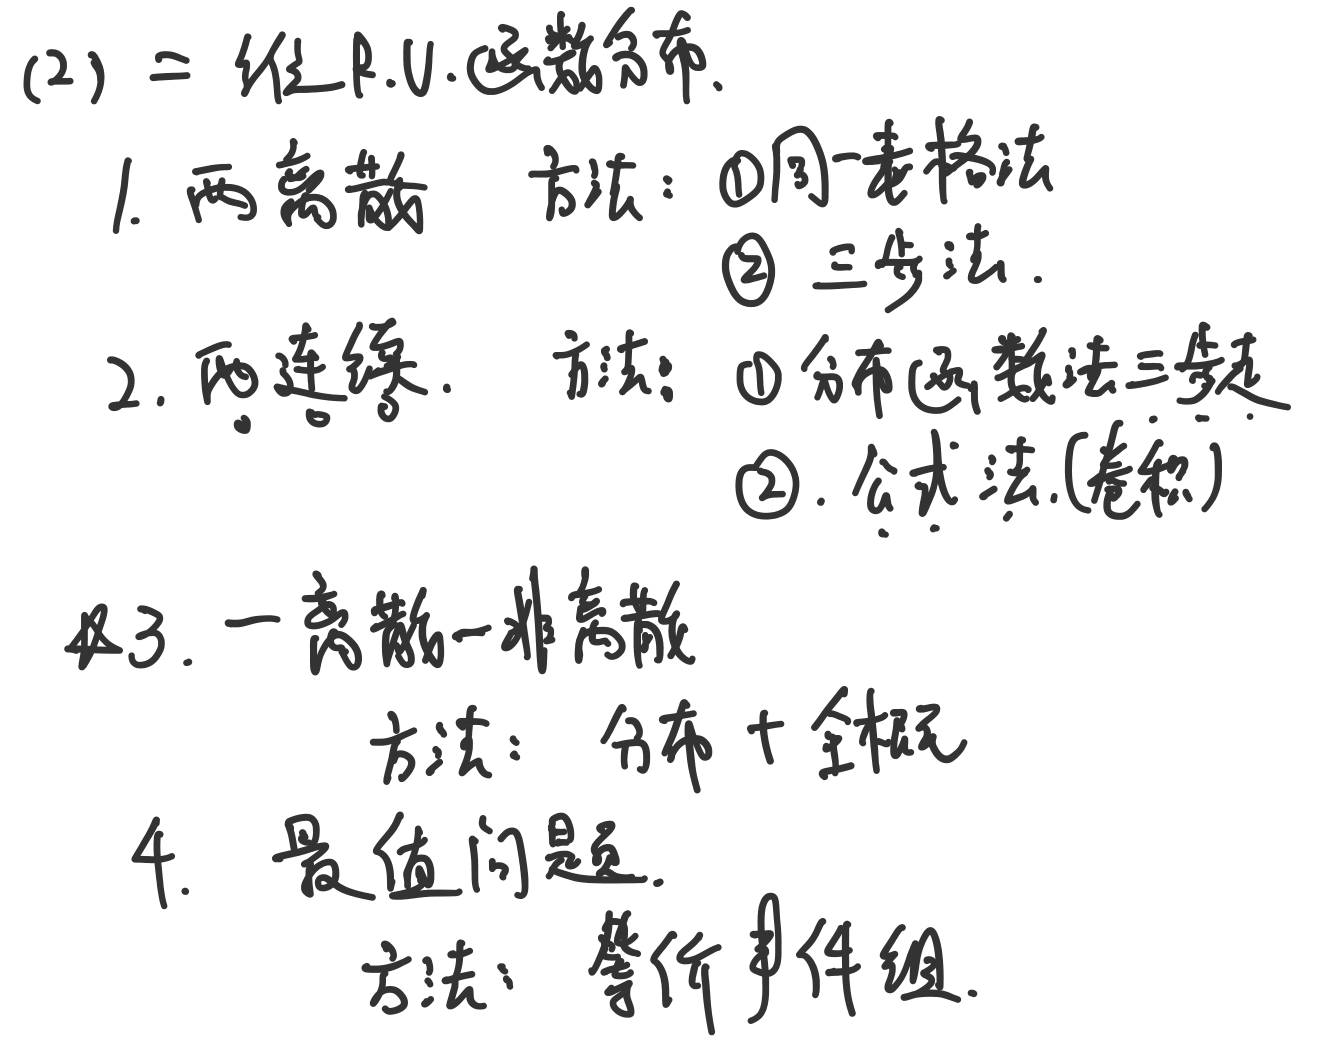 (2) 二维R.V.函数分布.
1. 两离散 方法: ①同一表格法
② 三步法.
2. 两连续. 方法: ①分布函数法三步走
②. 公式法.(卷积)
☆3. 一离散一非离散
方法: 分布+全概
4. 最值问题.
方法: 等价事件组.